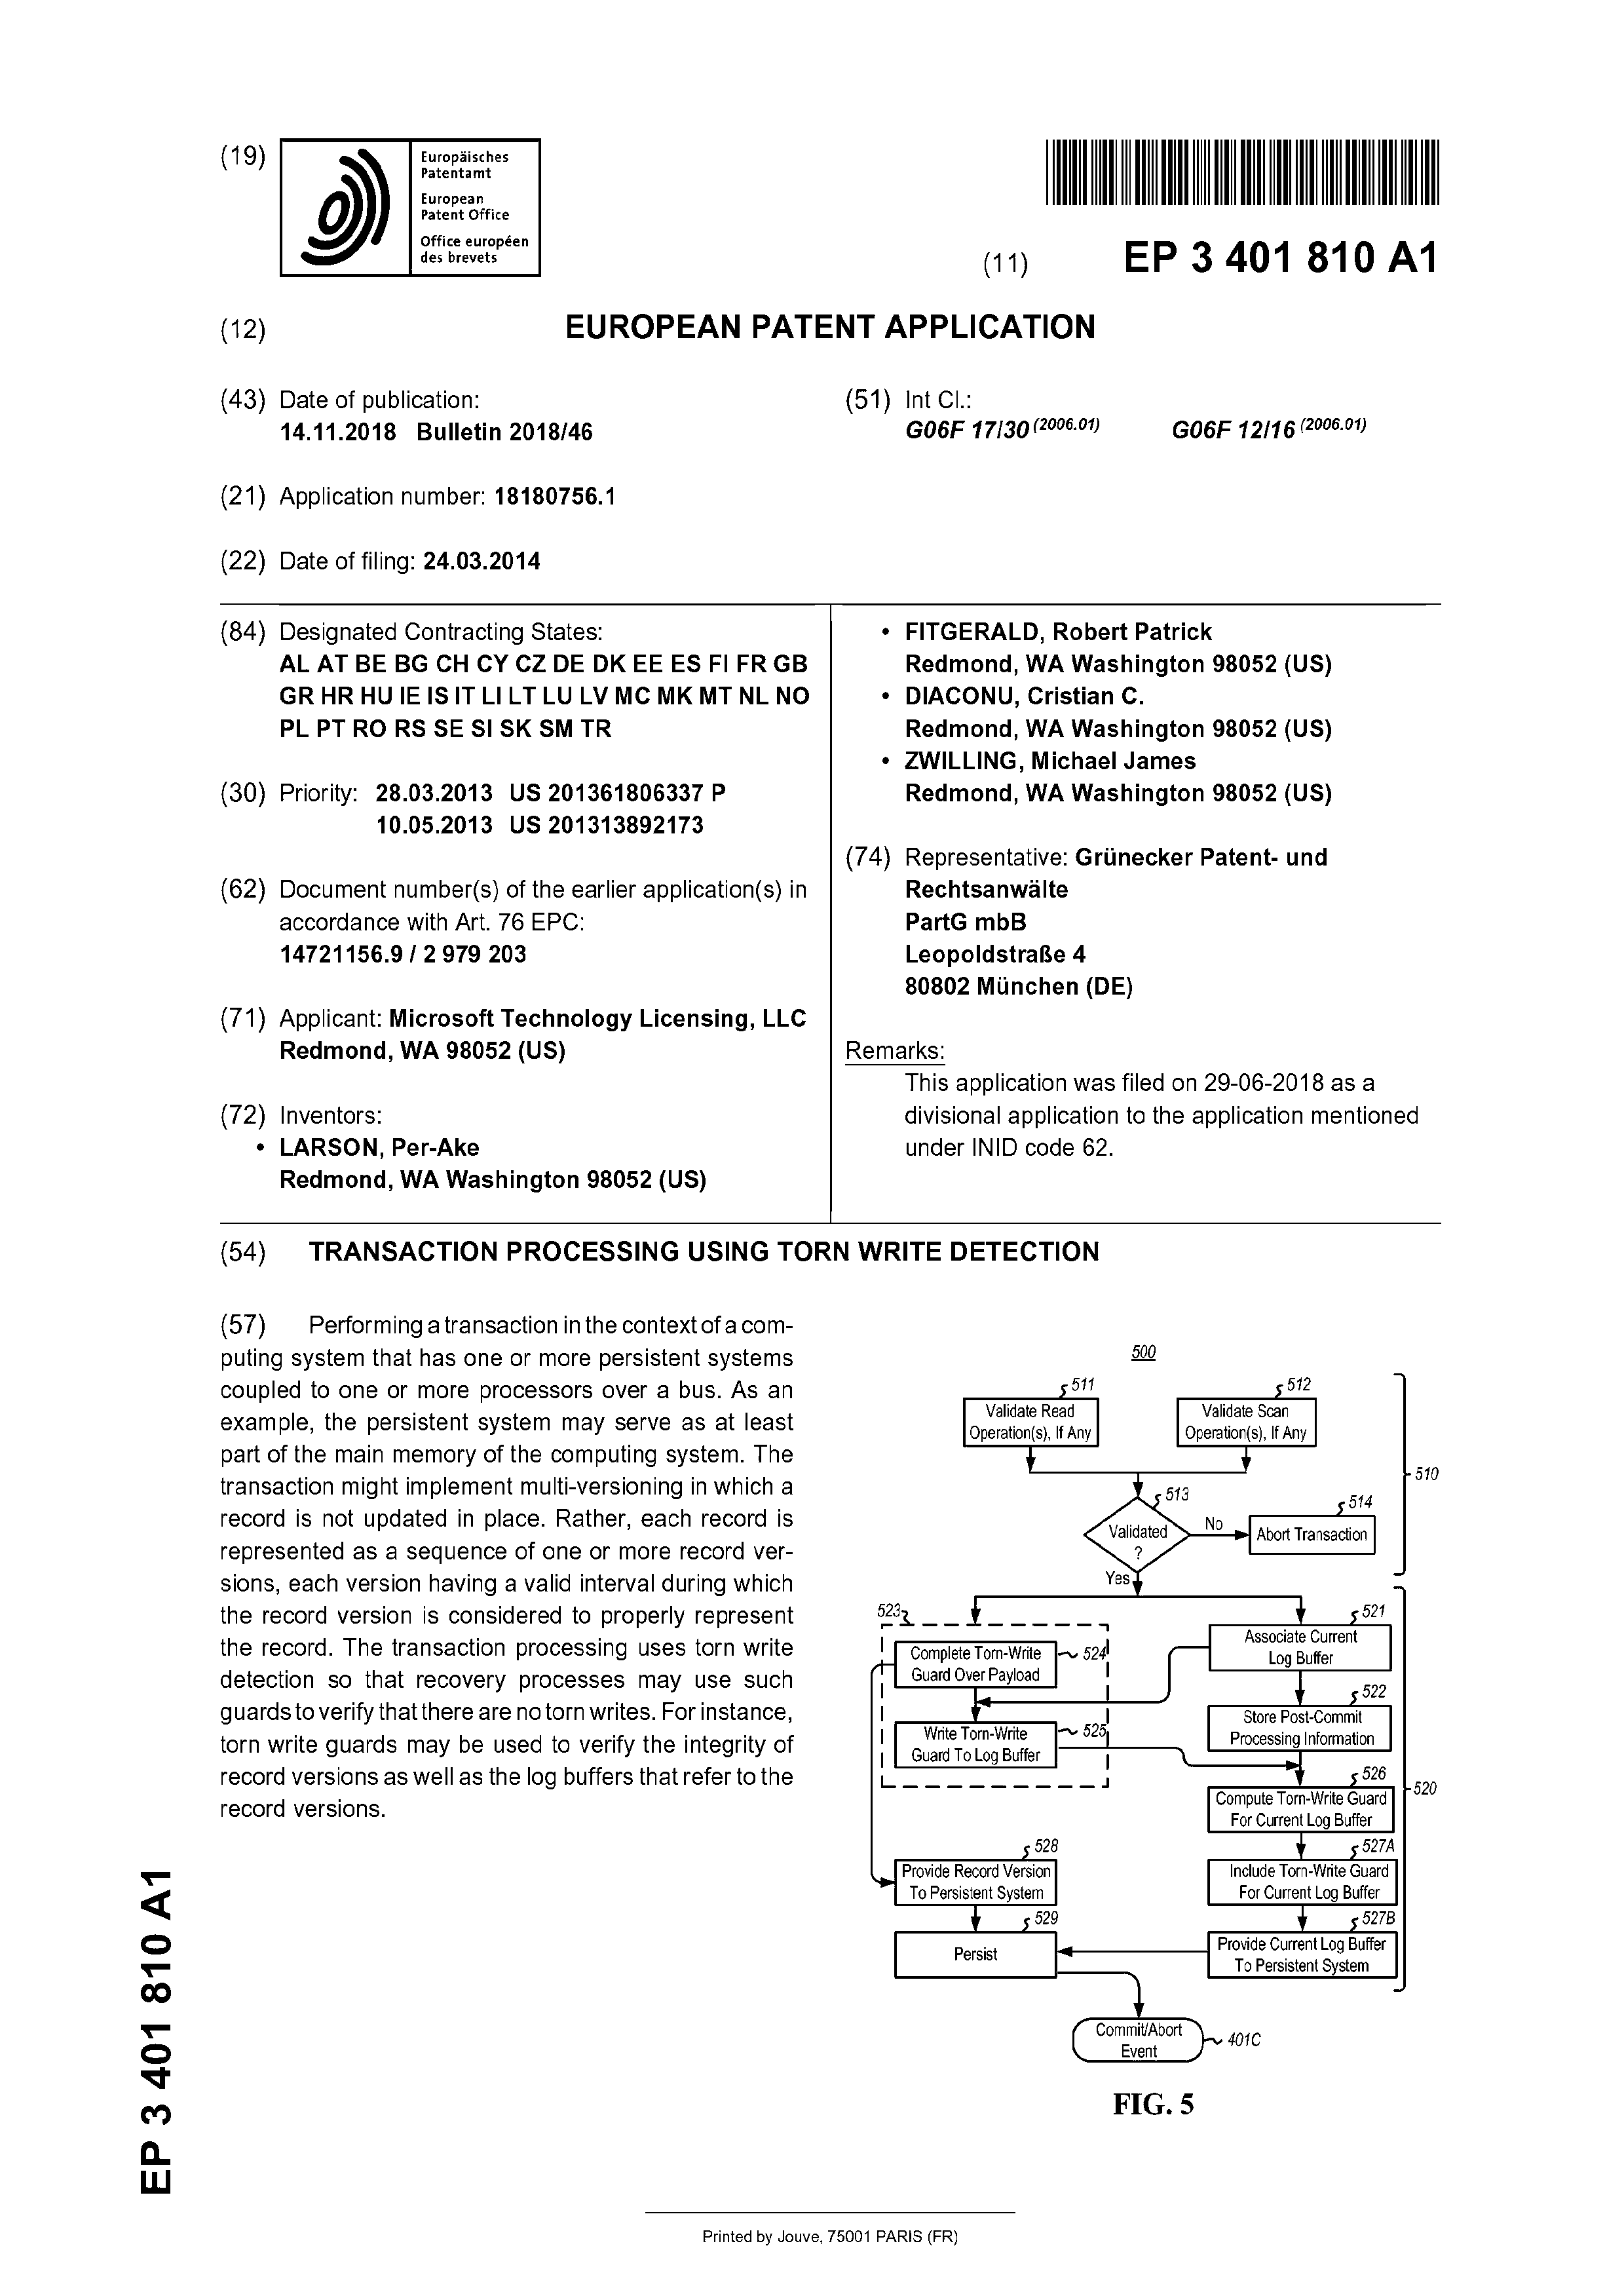 (19)
Europäisches
Patentamt
European
Patent Office
Office européen
des brevets
(11) EP 3 401 810 A1
(12) EUROPEAN PATENT APPLICATION
(43) Date of publication:
14.11.2018 Bulletin 2018/46
(51) Int Cl.:
G06F 17/30 (2006.01) G06F 12/16 (2006.01)
(21) Application number: 18180756.1
(22) Date of filing: 24.03.2014
(84) Designated Contracting States:
AL AT BE BG CH CY CZ DE DK EE ES FI FR GB
GR HR HU IE IS IT LI LT LU LV MC MK MT NL NO
PL PT RO RS SE SI SK SM TR
(30) Priority: 28.03.2013 US 201361806337 P
10.05.2013 US 201313892173
(62) Document number(s) of the earlier application(s) in
accordance with Art. 76 EPC:
14721156.9 / 2 979 203
(71) Applicant: Microsoft Technology Licensing, LLC
Redmond, WA 98052 (US)
(72) Inventors:
• LARSON, Per-Ake
Redmond, WA Washington 98052 (US)
• FITGERALD, Robert Patrick
Redmond, WA Washington 98052 (US)
• DIACONU, Cristian C.
Redmond, WA Washington 98052 (US)
• ZWILLING, Michael James
Redmond, WA Washington 98052 (US)
(74) Representative: Grünecker Patent- und
Rechtsanwälte
PartG mbB
Leopoldstraße 4
80802 München (DE)
Remarks:
This application was filed on 29-06-2018 as a
divisional application to the application mentioned
under INID code 62.
(54) TRANSACTION PROCESSING USING TORN WRITE DETECTION
(57) Performing a transaction in the context of a com-
puting system that has one or more persistent systems
coupled to one or more processors over a bus. As an
example, the persistent system may serve as at least
part of the main memory of the computing system. The
transaction might implement multi-versioning in which a
record is not updated in place. Rather, each record is
represented as a sequence of one or more record ver-
sions, each version having a valid interval during which
the record version is considered to properly represent
the record. The transaction processing uses torn write
detection so that recovery processes may use such
guards to verify that there are no torn writes. For instance,
torn write guards may be used to verify the integrity of
record versions as well as the log buffers that refer to the
record versions.
500
511
Validate Read
Operation(s), If Any
512
Validate Scan
Operation(s), If Any
510
513
Validated
?
No
514
Abort Transaction
Yes
523
Complete Torn-Write
Guard Over Payload
524
521
Associate Current
Log Buffer
522
Store Post-Commit
Processing Information
Write Torn-Write
Guard To Log Buffer
525
526
Compute Torn-Write Guard
For Current Log Buffer
520
528
Provide Record Version
To Persistent System
527A
Include Torn-Write Guard
For Current Log Buffer
529
Persist
527B
Provide Current Log Buffer
To Persistent System
Commit/Abort
Event
401C
FIG. 5
EP 3 401 810 A1
Printed by Jouve, 75001 PARIS (FR)